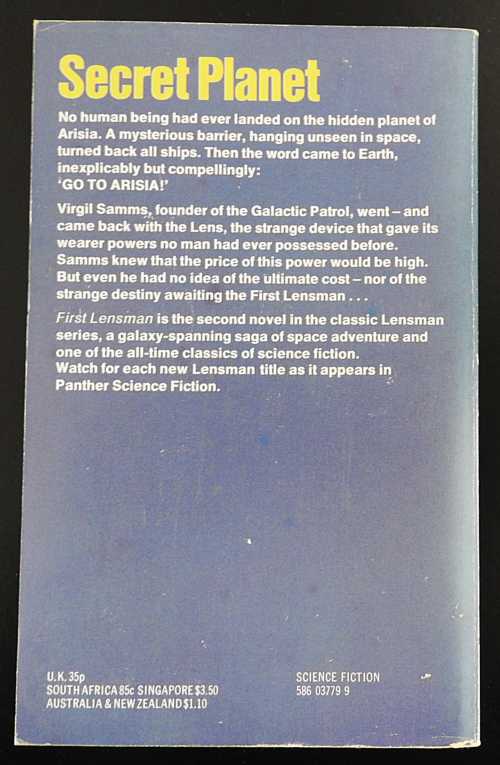 Secret Planet
No human being had ever landed on the hidden planet of
Arisia. A mysterious barrier, hanging unseen in space,
turned back all ships. Then the word came to Earth,
inexplicably but compellingly:
‘GO TO ARISIA!’
Virgil Samms, founder of the Galactic Patrol, went – and
came back with the Lens, the strange device that gave its
wearer powers no man had ever possessed before.
Samms knew that the price of this power would be high.
But even he had no idea of the ultimate cost – nor of the
strange destiny awaiting the First Lensman . . .
First Lensman is the second novel in the classic Lensman
series, a galaxy-spanning saga of space adventure and
one of the all-time classics of science fiction.
Watch for each new Lensman title as it appears in
Panther Science Fiction.
U.K. 35p
SOUTH AFRICA 85c SINGAPORE $3.50
AUSTRALIA & NEW ZEALAND $1.10
SCIENCE FICTION
586 03779 9